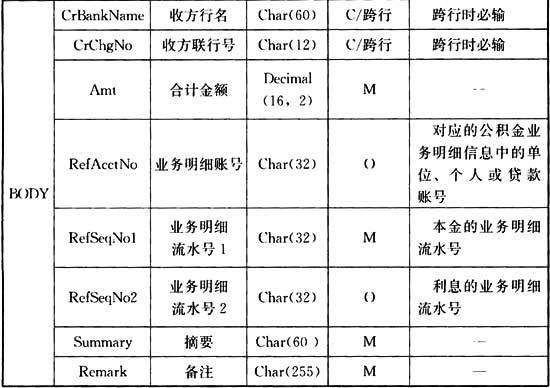 BODY
CrBankName 收方行名 Char(60) C/跨行 跨行时必输
CrChgNo 收方联行号 Char(12) C/跨行 跨行时必输
Amt 合计金额 Decimal
(16, 2) M --
RefAcctNo 业务明细账号 Char(32) O 对应的公积金业
务明细信息中的单
位、个人或贷款
账号
RefSeqNo1 业务明细
流水号1 Char(32) M 本金的业务明细
流水号
RefSeqNo2 业务明细
流水号2 Char(32) O 利息的业务明细
流水号
Summary 摘要 Char(60) M —
Remark 备注 Char(255) M —